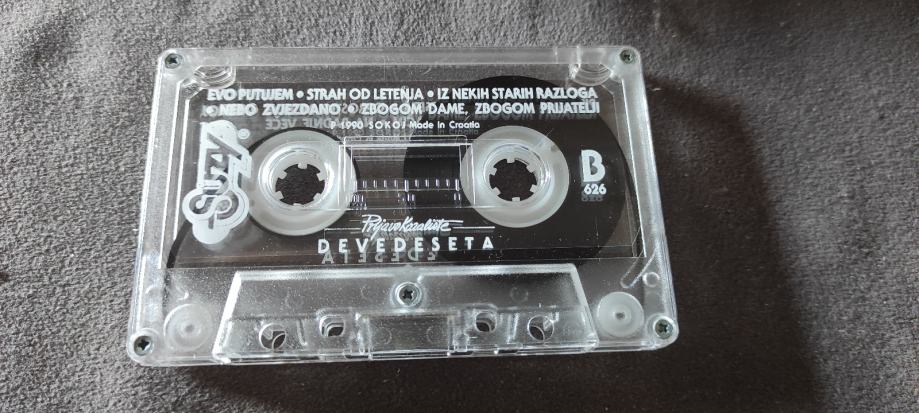 EVO PUTUJEM • STRAH OD LETENJA • IZ NEKIH STARIH RAZLOGA
• NEBO ZVJEZDANO • ZBOGOM DAME, ZBOGOM PRIJATELJI
P 1990 SOKOJ Made in Croatia
Suzy
B
626
Prljavo Kazalište
DEVEDESETA